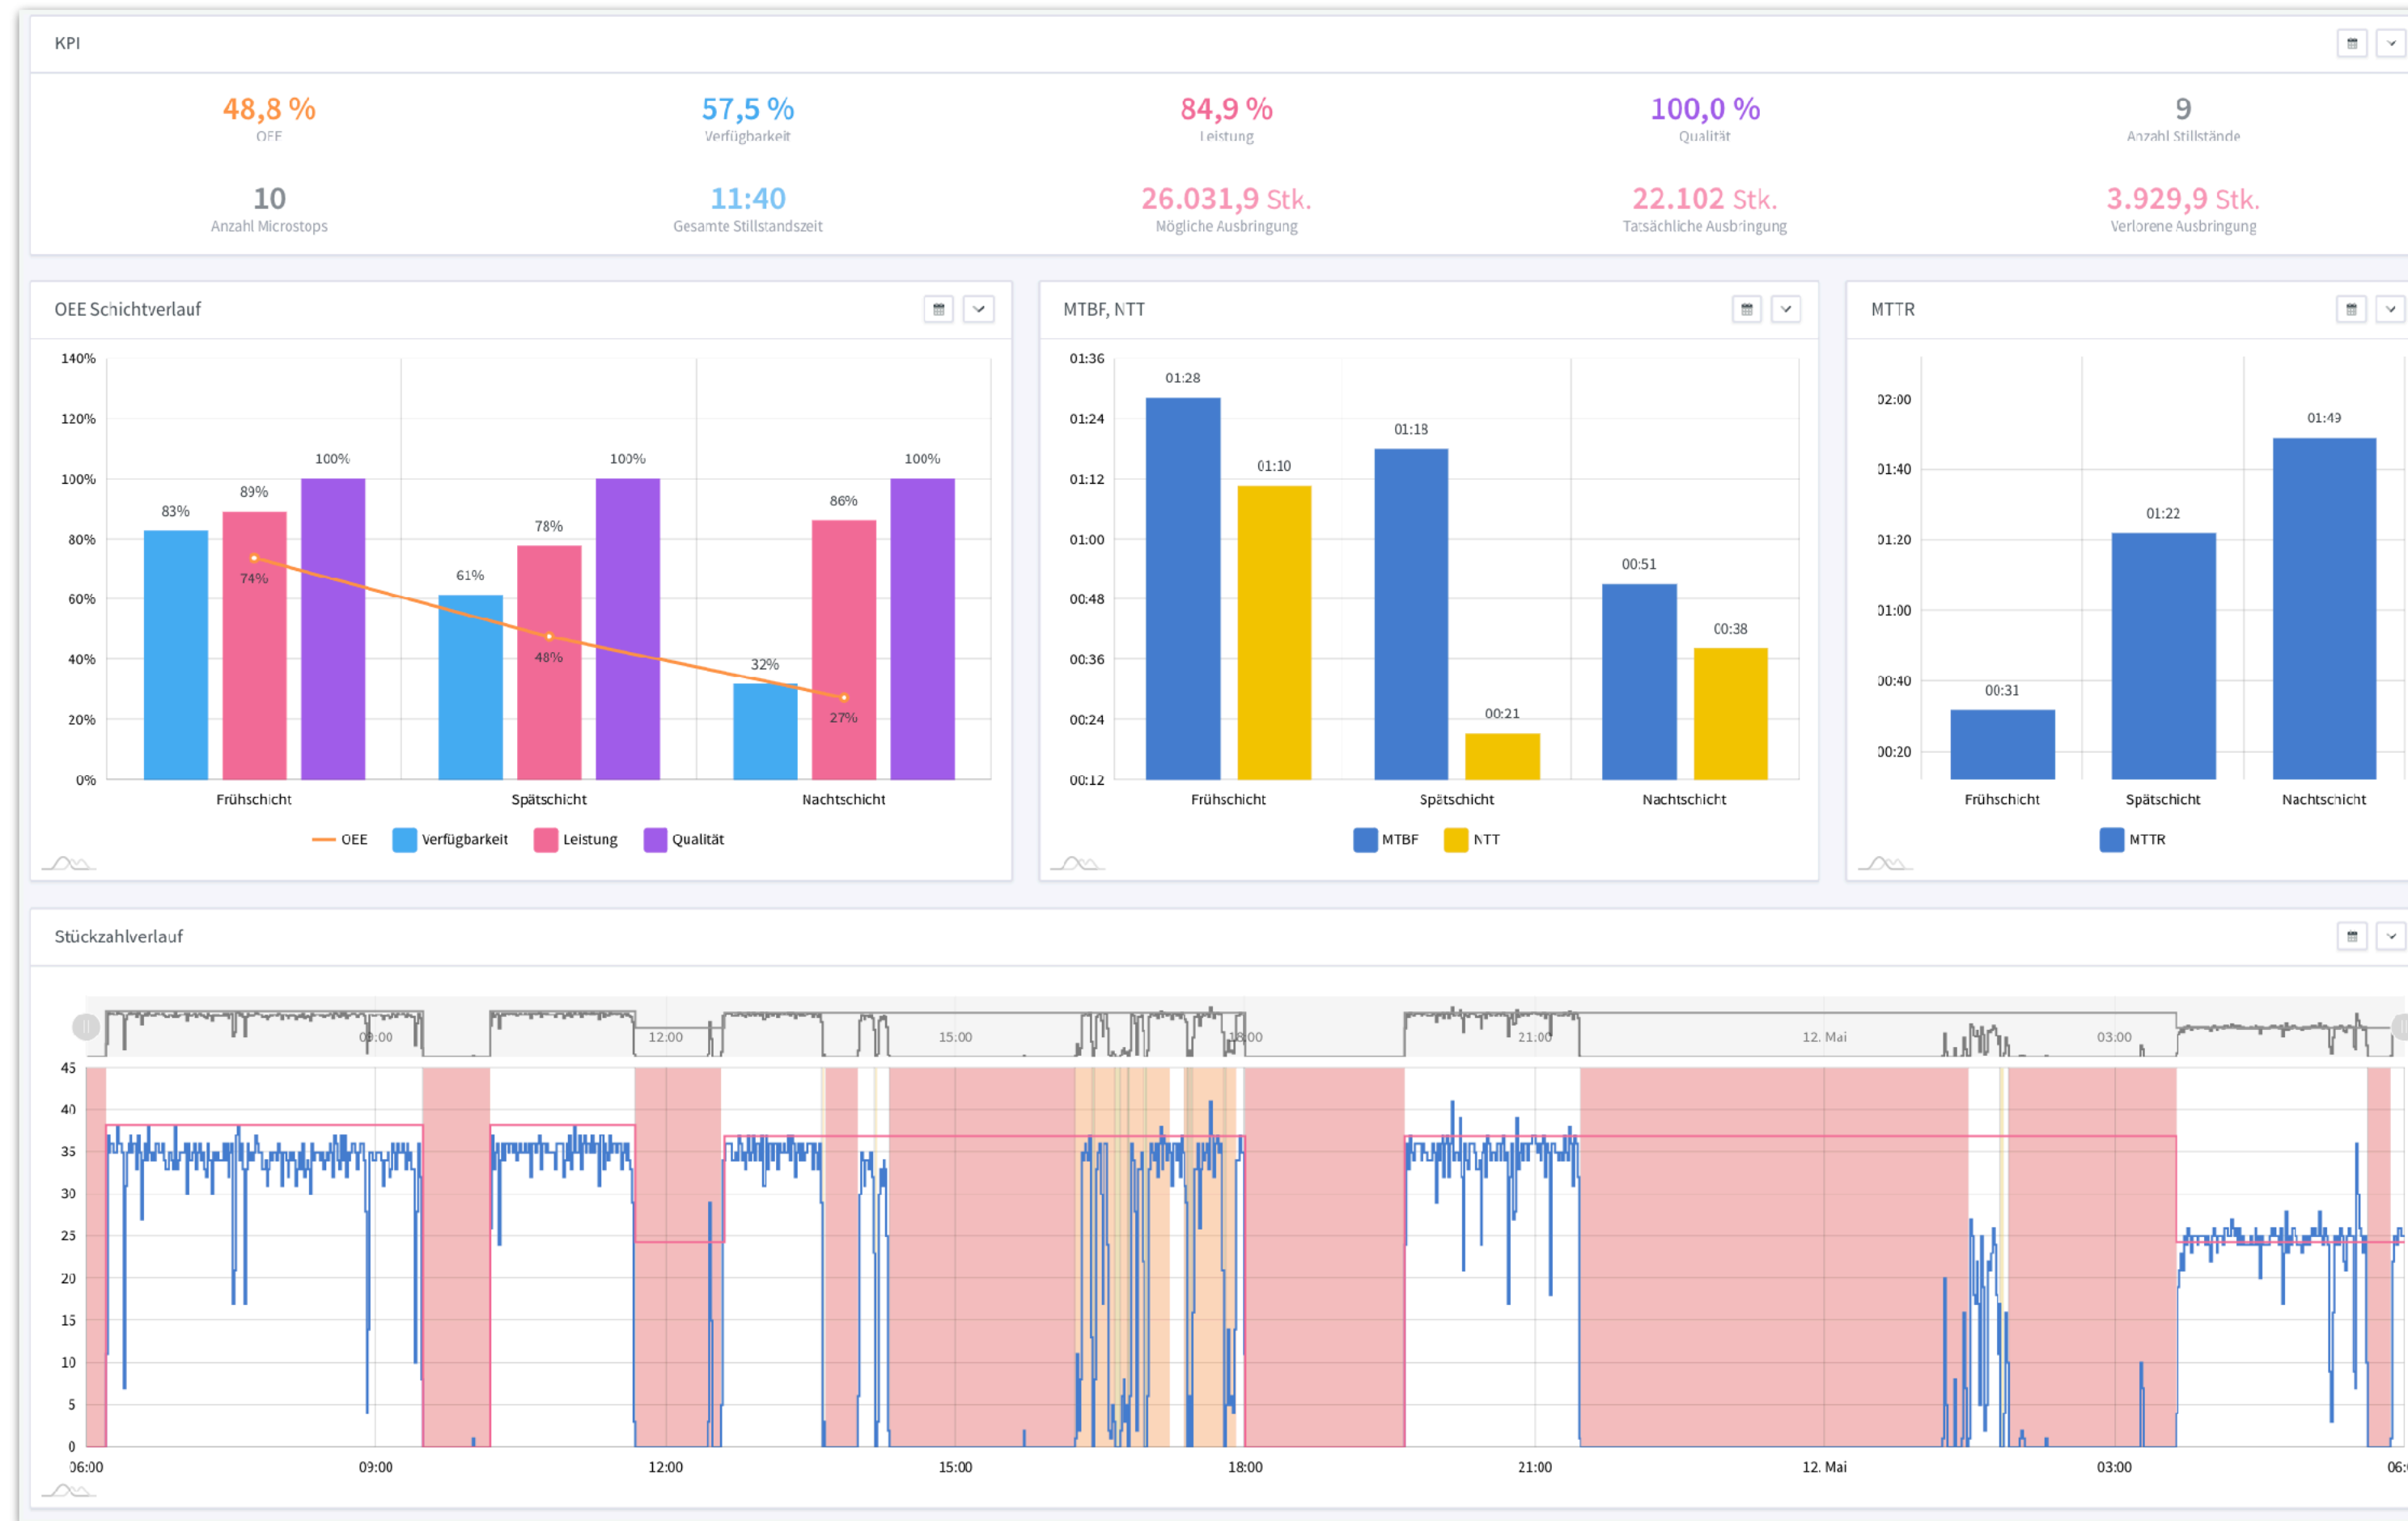 KPI
48,8 %
OEE
57,5 %
Verfügbarkeit
84,9 %
Leistung
100,0 %
Qualität
9
Anzahl Stillstände
10
Anzahl Microstops
11:40
Gesamte Stillstandszeit
26.031,9 Stk.
Mögliche Ausbringung
22.102 Stk.
Tatsächliche Ausbringung
3.929,9 Stk.
Verlorene Ausbringung
OEE Schichtverlauf
140%
120%
100%
80%
60%
40%
20%
0%
83%
89%
100%
74%
61%
78%
100%
48%
32%
86%
100%
27%
Frühschicht
Spätschicht
Nachtschicht
OEE
Verfügbarkeit
Leistung
Qualität
MTBF, NTT
01:36
01:24
01:12
01:00
00:48
00:36
00:24
00:12
01:28
01:10
01:18
00:21
00:51
00:38
Frühschicht
Spätschicht
Nachtschicht
MTBF
NTT
MTTR
02:00
01:40
01:20
01:00
00:40
00:20
00:31
01:22
01:49
Frühschicht
Spätschicht
Nachtschicht
MTTR
Stückzahlverlauf
09:00
12:00
15:00
18:00
21:00
12. Mai
03:00
45
40
35
30
25
20
15
10
5
0
06:00
09:00
12:00
15:00
18:00
21:00
12. Mai
03:00
06: